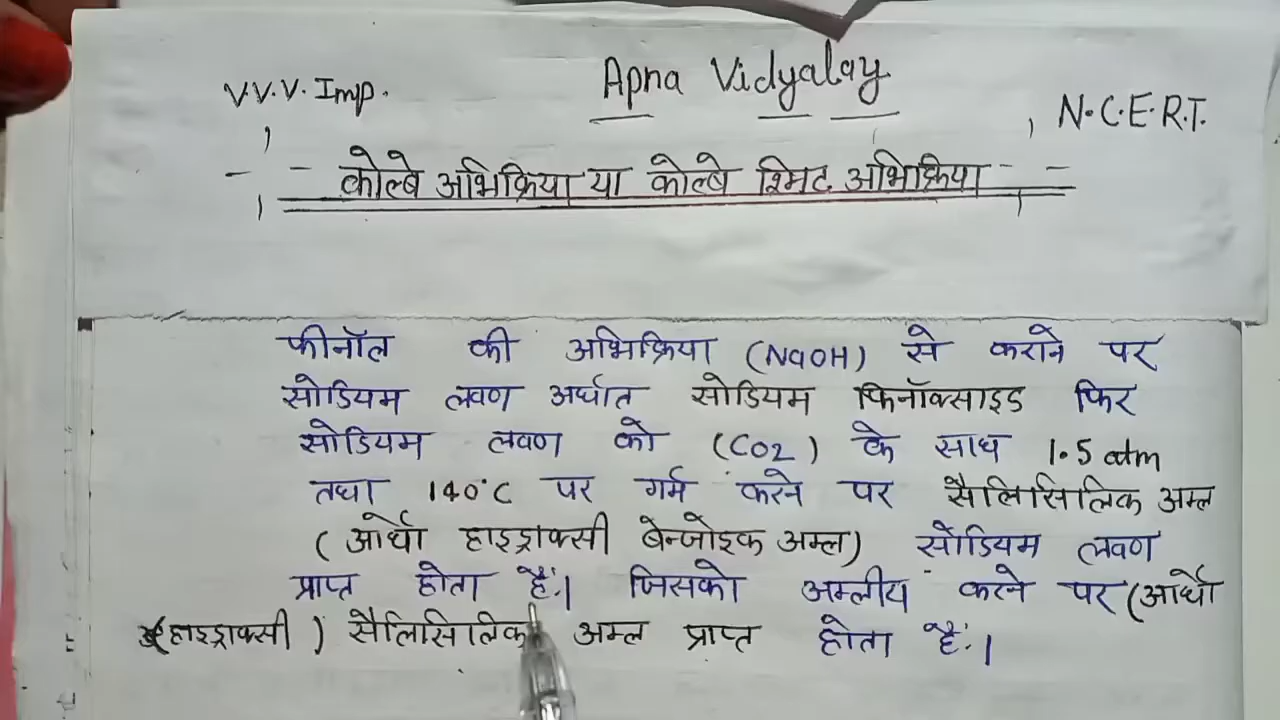 V.V.V. Imp.
Apna Vidyalay
N.C.E.R.T.
कोल्बे अभिक्रिया या कोल्बे श्मिट अभिक्रिया
फीनॉल की अभिक्रिया (NaOH) से कराने पर
सोडियम लवण अर्थात सोडियम फिनॉक्साइड फिर
सोडियम लवण को (CO2) के साथ 1.5 atm
तथा 140°C पर गर्म करने पर सैलिसिलिक अम्ल
(आर्थो हाइड्राक्सी बेन्जोइक अम्ल) सोडियम लवण
प्राप्त होता हैं। जिसको अम्लीय करने पर (आर्थो
हाइड्राक्सी) सैलिसिलिक अम्ल प्राप्त होता हैं।